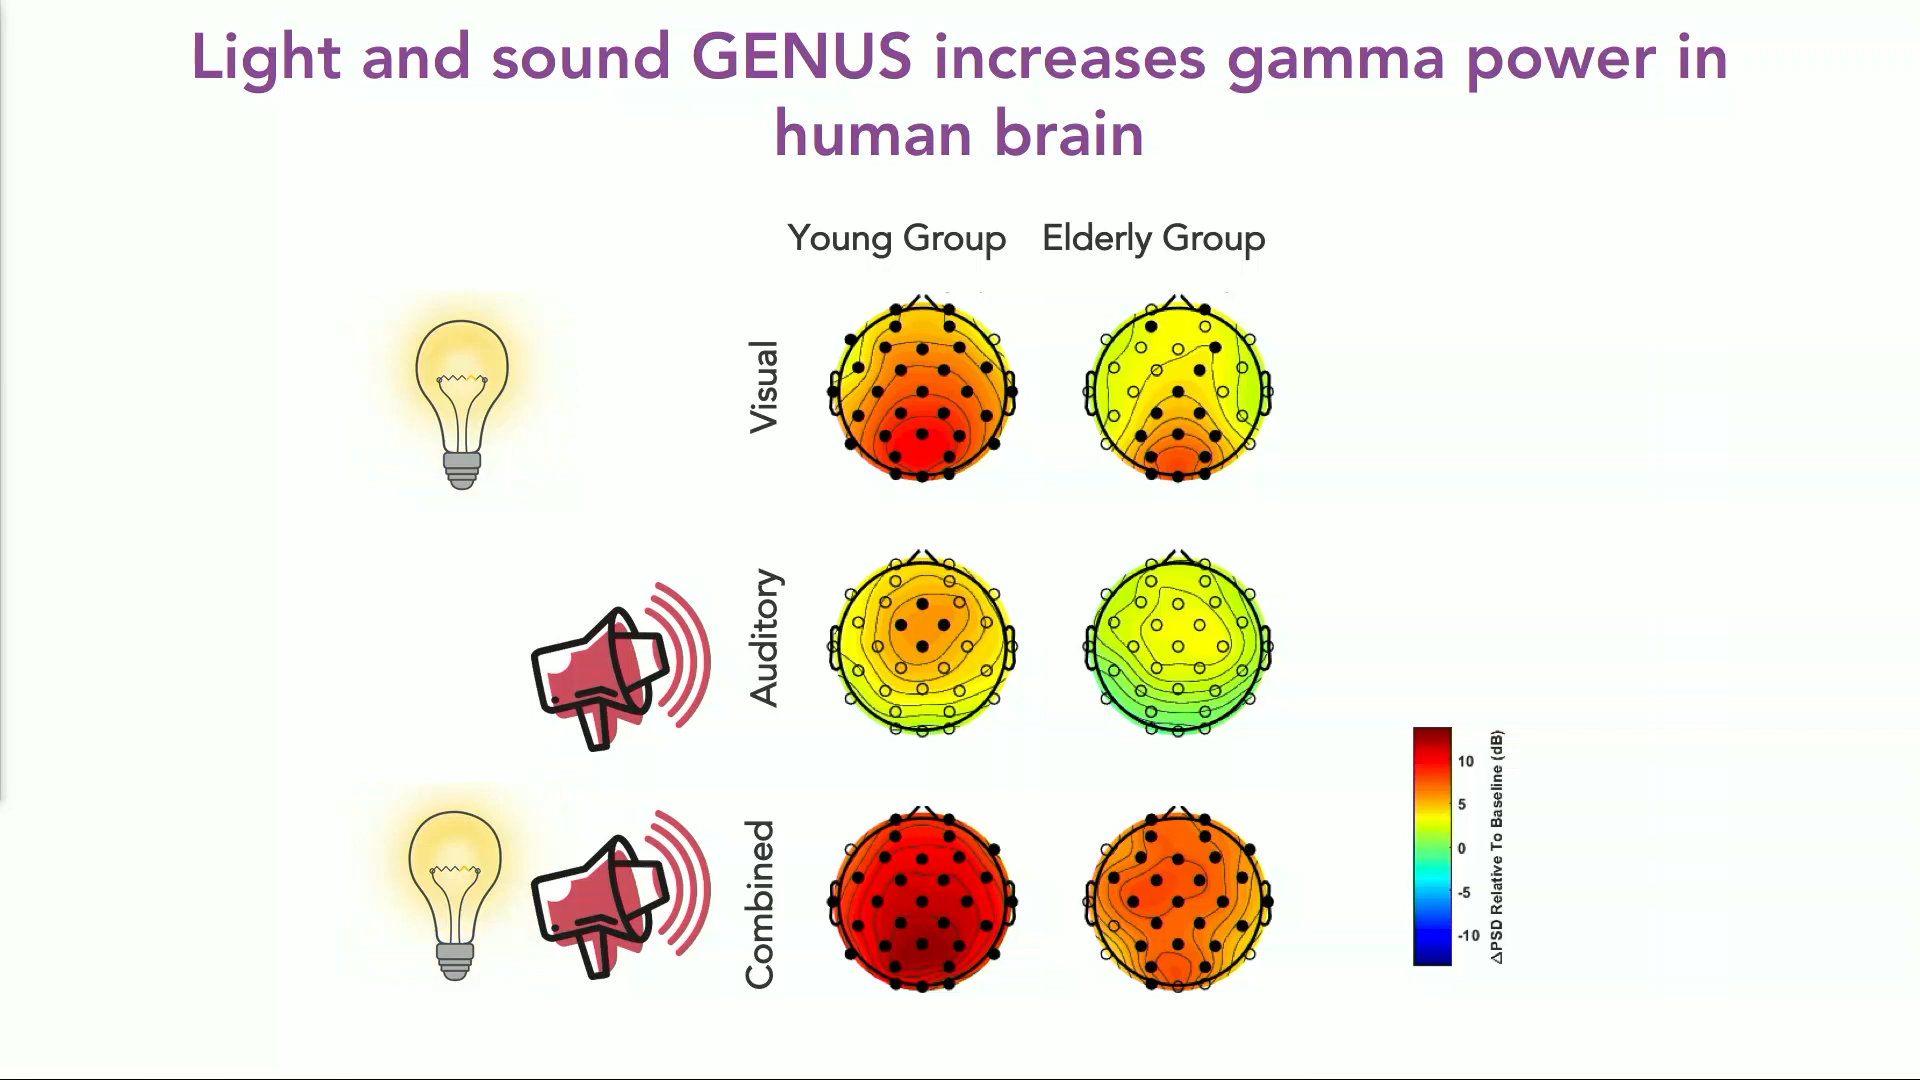 Light and sound GENUS increases gamma power in
human brain
Young Group
Elderly Group
Visual
Auditory
Combined
10
5
0
-5
-10
△PSD Relative To Baseline (dB)